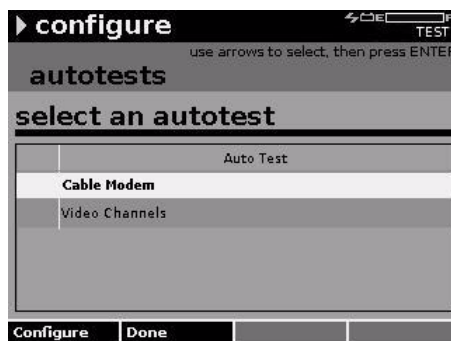 configure
E F
TEST
use arrows to select, then press ENTER
autotests
select an autotest
Auto Test
Cable Modem
Video Channels
Configure Done